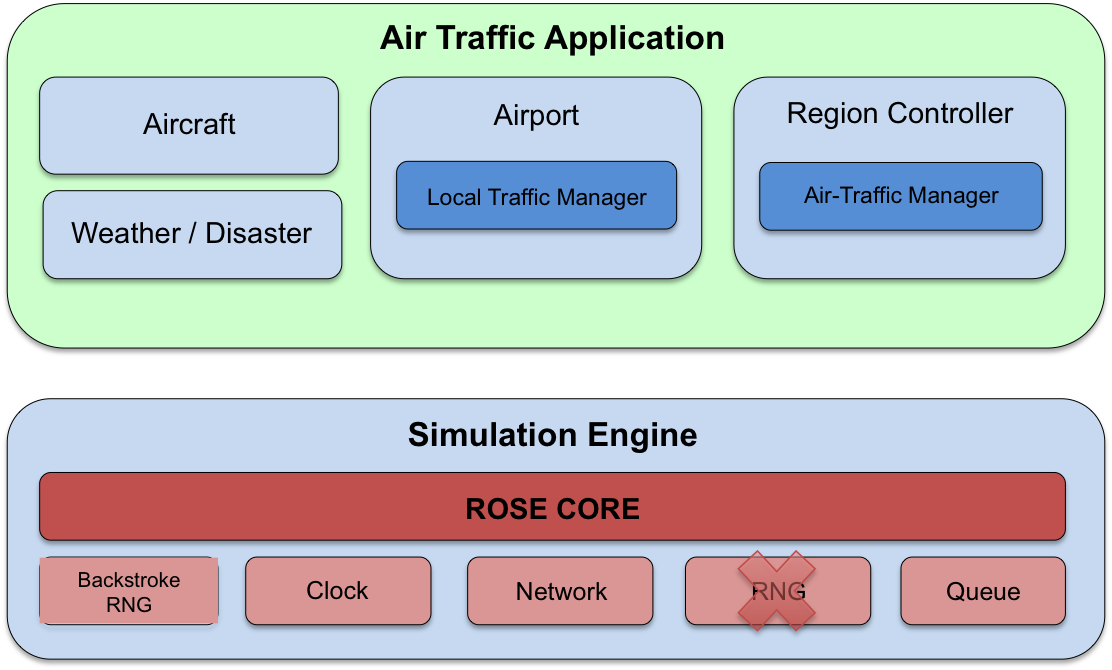 Air Traffic Application
Aircraft
Airport
Region Controller
Local Traffic Manager
Air-Traffic Manager
Weather / Disaster
Simulation Engine
ROSE CORE
Backstroke
RNG
Clock
Network
RNG
Queue